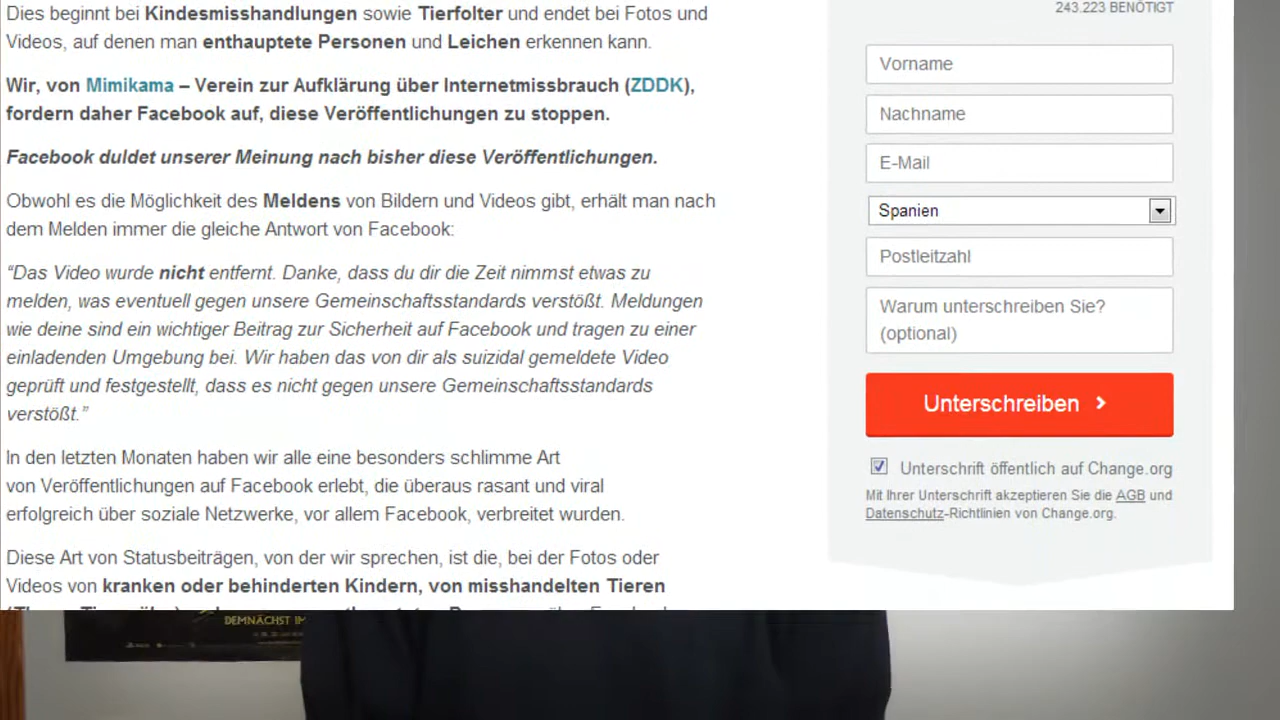 Dies beginnt bei Kindesmisshandlungen sowie Tierfolter und endet bei Fotos und
Videos, auf denen man enthauptete Personen und Leichen erkennen kann.
Wir, von Mimikama – Verein zur Aufklärung über Internetmissbrauch (ZDDK),
fordern daher Facebook auf, diese Veröffentlichungen zu stoppen.
Facebook duldet unserer Meinung nach bisher diese Veröffentlichungen.
Obwohl es die Möglichkeit des Meldens von Bildern und Videos gibt, erhält man nach
dem Melden immer die gleiche Antwort von Facebook:
“Das Video wurde nicht entfernt. Danke, dass du dir die Zeit nimmst etwas zu
melden, was eventuell gegen unsere Gemeinschaftsstandards verstößt. Meldungen
wie deine sind ein wichtiger Beitrag zur Sicherheit auf Facebook und tragen zu einer
einladenden Umgebung bei. Wir haben das von dir als suizidal gemeldete Video
geprüft und festgestellt, dass es nicht gegen unsere Gemeinschaftsstandards
verstößt.”
In den letzten Monaten haben wir alle eine besonders schlimme Art
von Veröffentlichungen auf Facebook erlebt, die überaus rasant und viral
erfolgreich über soziale Netzwerke, vor allem Facebook, verbreitet wurden.
Diese Art von Statusbeiträgen, von der wir sprechen, ist die, bei der Fotos oder
Videos von kranken oder behinderten Kindern, von misshandelten Tieren
243.223 BENÖTIGT
Vorname
Nachname
E-Mail
Spanien
Postleitzahl
Warum unterschreiben Sie?
(optional)
Unterschreiben
Unterschrift öffentlich auf Change.org
Mit Ihrer Unterschrift akzeptieren Sie die AGB und
Datenschutz-Richtlinien von Change.org.
DEMNÄCHST IM